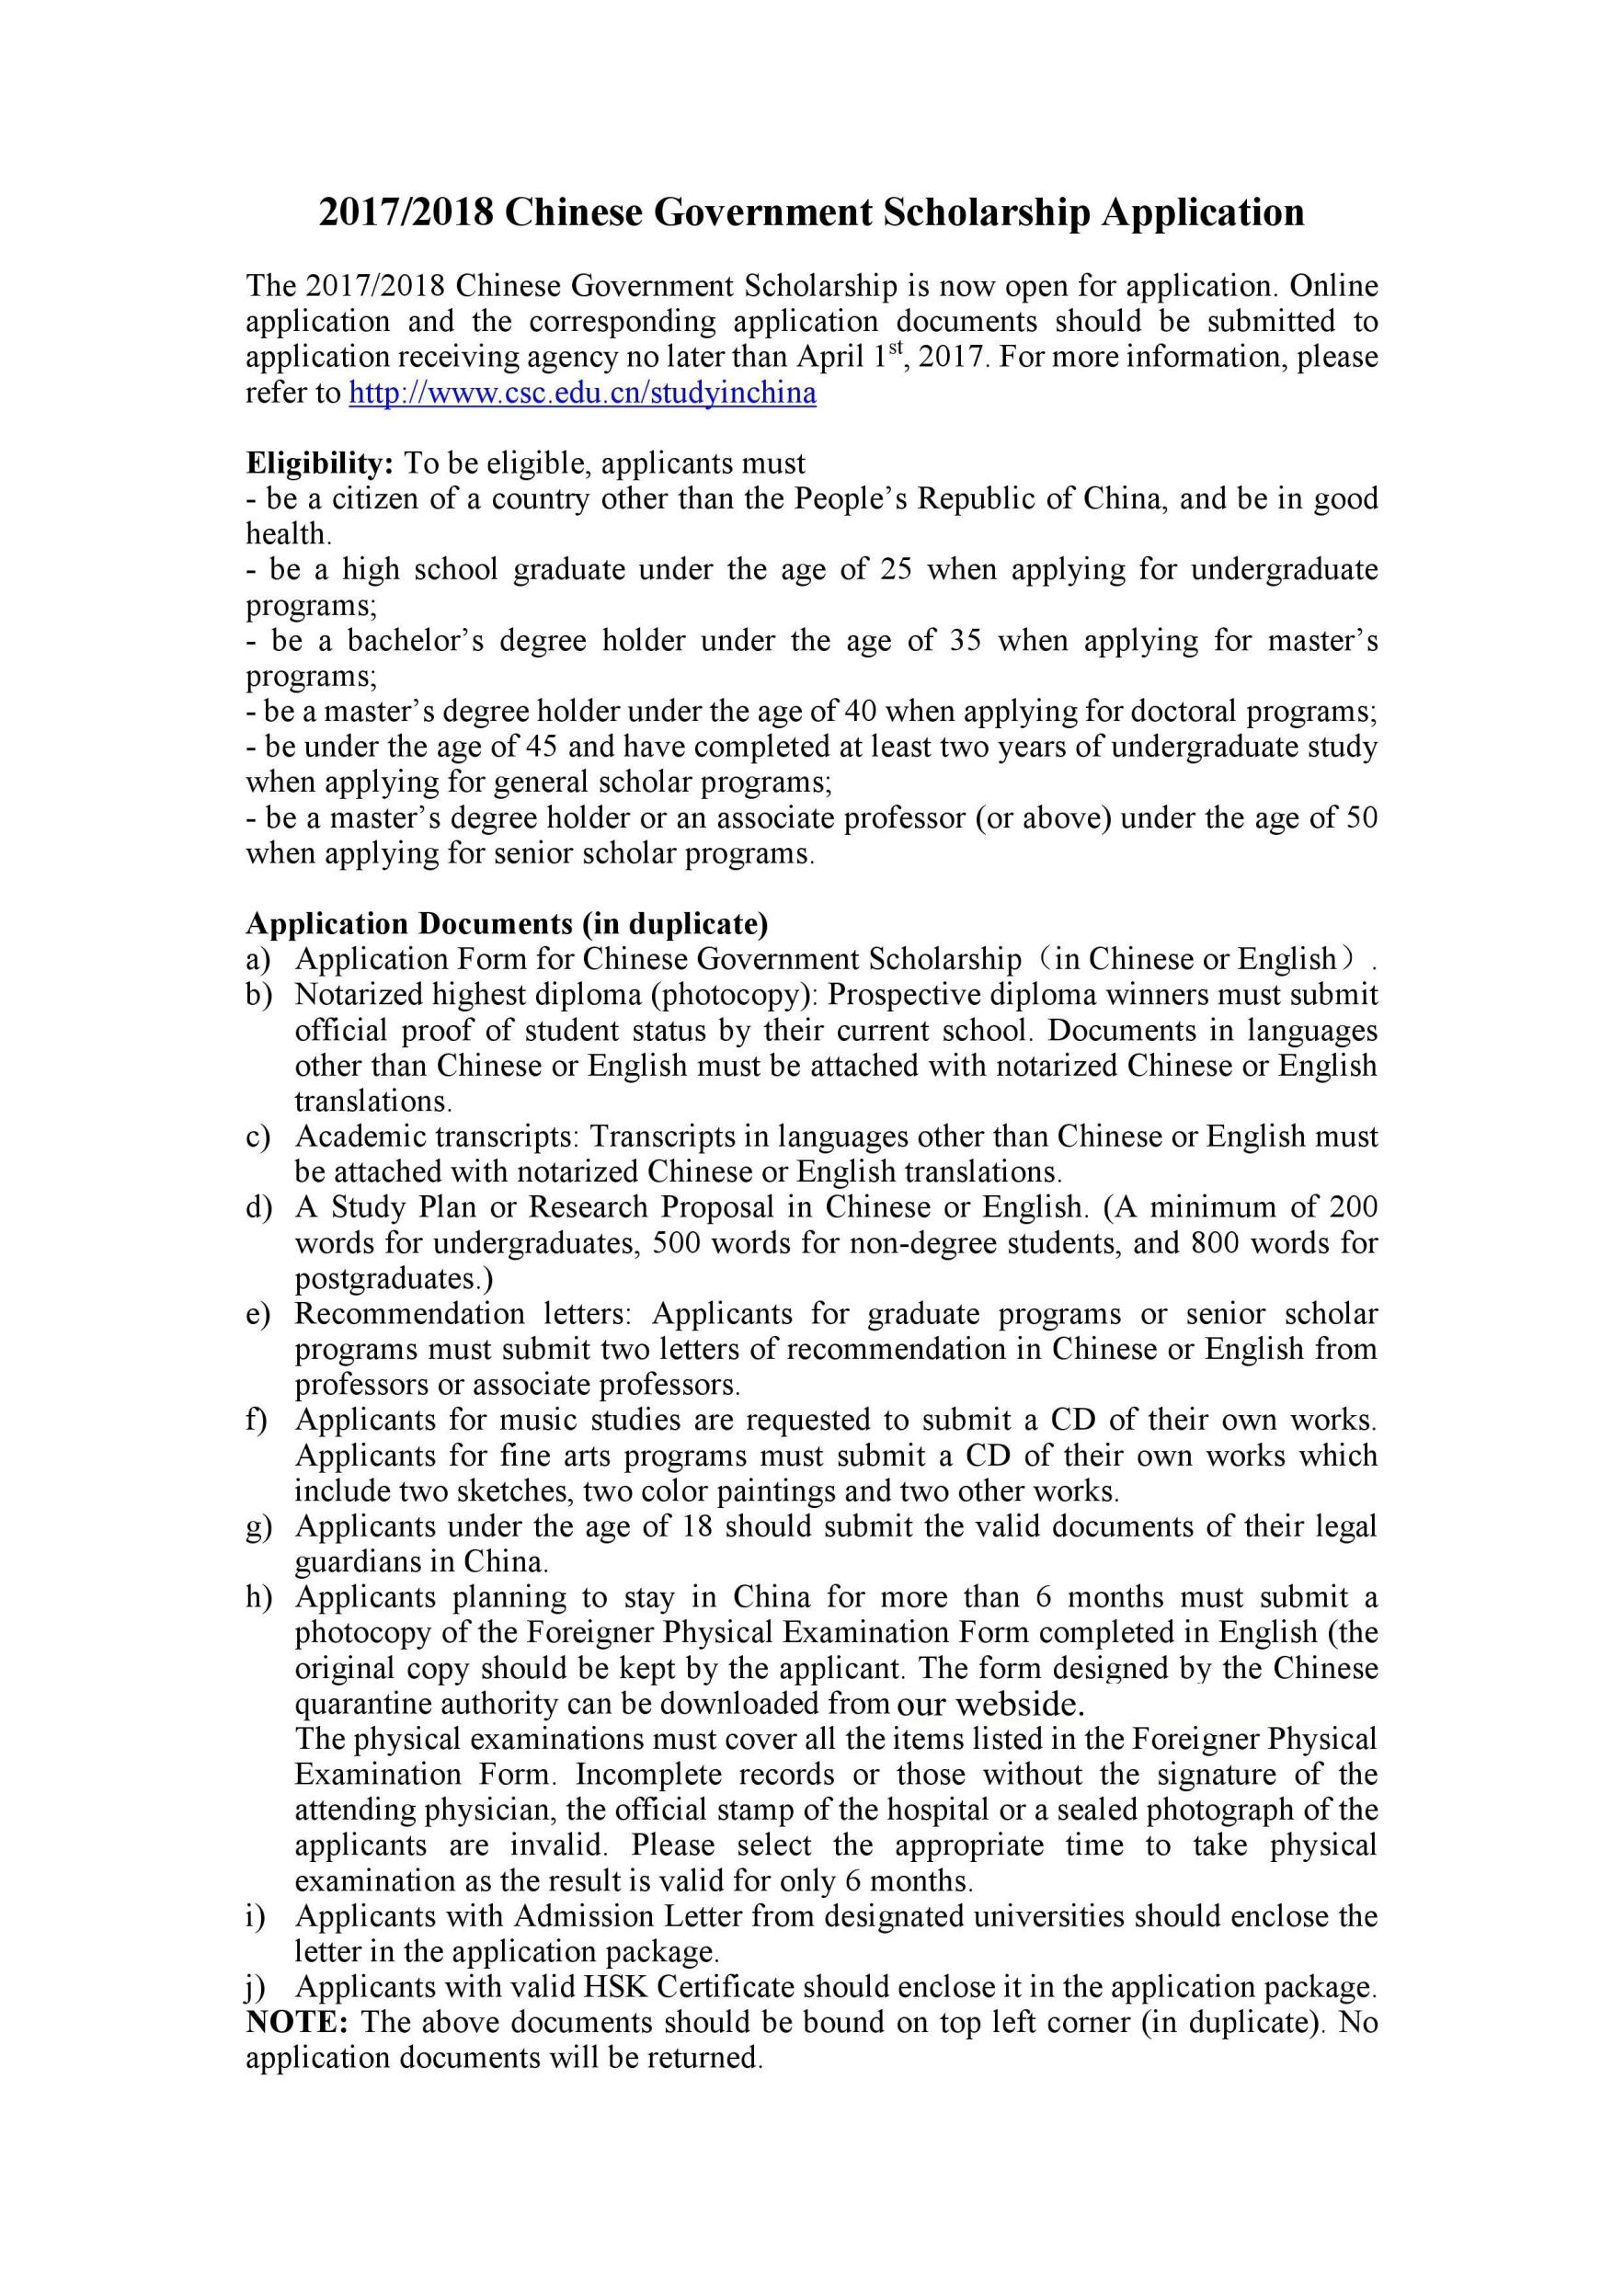 2017/2018 Chinese Government Scholarship Application
The 2017/2018 Chinese Government Scholarship is now open for application. Online
application and the corresponding application documents should be submitted to
application receiving agency no later than April 1st, 2017. For more information, please
refer to http://www.csc.edu.cn/studyinchina
Eligibility: To be eligible, applicants must
- be a citizen of a country other than the People’s Republic of China, and be in good
health.
- be a high school graduate under the age of 25 when applying for undergraduate
programs;
- be a bachelor’s degree holder under the age of 35 when applying for master’s
programs;
- be a master’s degree holder under the age of 40 when applying for doctoral programs;
- be under the age of 45 and have completed at least two years of undergraduate study
when applying for general scholar programs;
- be a master’s degree holder or an associate professor (or above) under the age of 50
when applying for senior scholar programs.
Application Documents (in duplicate)
a) Application Form for Chinese Government Scholarship（in Chinese or English）.
b) Notarized highest diploma (photocopy): Prospective diploma winners must submit
official proof of student status by their current school. Documents in languages
other than Chinese or English must be attached with notarized Chinese or English
translations.
c) Academic transcripts: Transcripts in languages other than Chinese or English must
be attached with notarized Chinese or English translations.
d) A Study Plan or Research Proposal in Chinese or English. (A minimum of 200
words for undergraduates, 500 words for non-degree students, and 800 words for
postgraduates.)
e) Recommendation letters: Applicants for graduate programs or senior scholar
programs must submit two letters of recommendation in Chinese or English from
professors or associate professors.
f) Applicants for music studies are requested to submit a CD of their own works.
Applicants for fine arts programs must submit a CD of their own works which
include two sketches, two color paintings and two other works.
g) Applicants under the age of 18 should submit the valid documents of their legal
guardians in China.
h) Applicants planning to stay in China for more than 6 months must submit a
photocopy of the Foreigner Physical Examination Form completed in English (the
original copy should be kept by the applicant. The form designed by the Chinese
quarantine authority can be downloaded from our webside.
The physical examinations must cover all the items listed in the Foreigner Physical
Examination Form. Incomplete records or those without the signature of the
attending physician, the official stamp of the hospital or a sealed photograph of the
applicants are invalid. Please select the appropriate time to take physical
examination as the result is valid for only 6 months.
i) Applicants with Admission Letter from designated universities should enclose the
letter in the application package.
j) Applicants with valid HSK Certificate should enclose it in the application package.
NOTE: The above documents should be bound on top left corner (in duplicate). No
application documents will be returned.